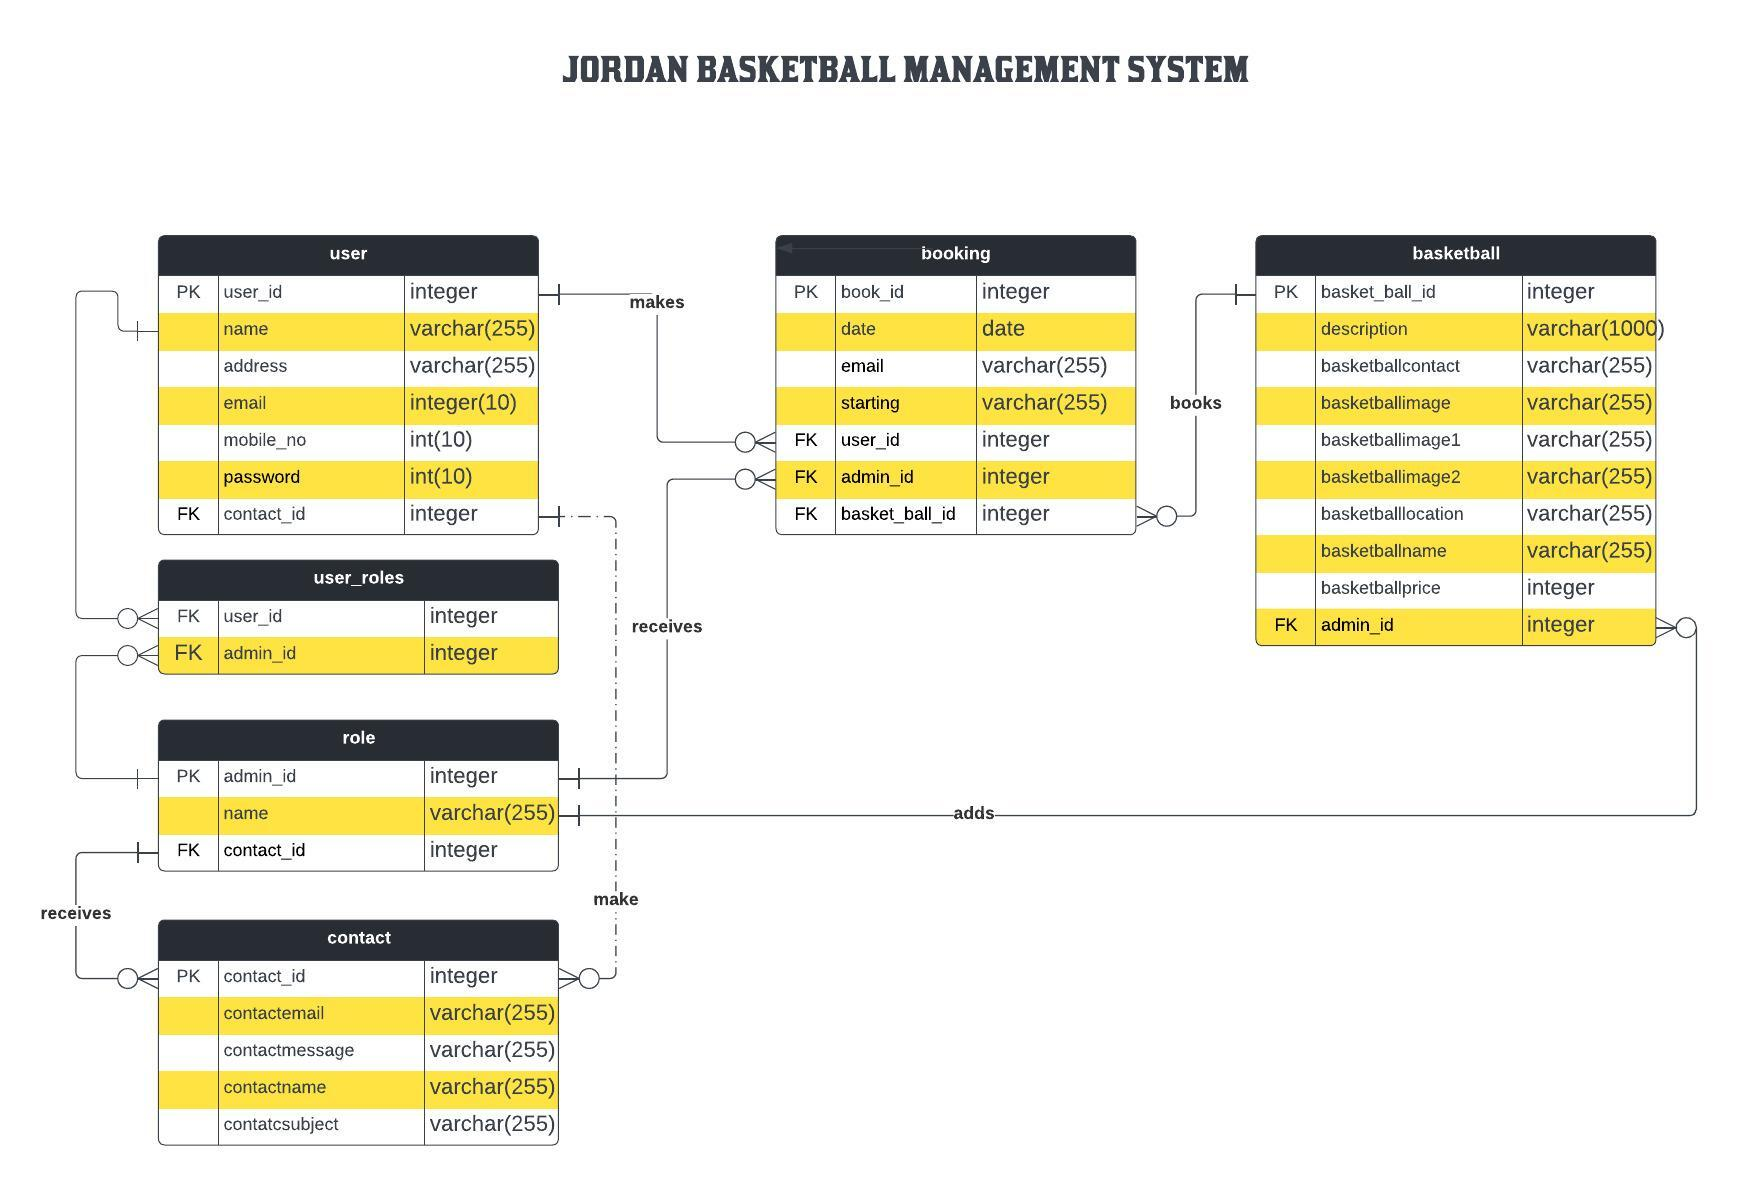 JORDAN BASKETBALL MANAGEMENT SYSTEM
user
PK user_id integer
name varchar(255)
address varchar(255)
email integer(10)
mobile_no int(10)
password int(10)
FK contact_id integer
makes
booking
PK book_id integer
date date
email varchar(255)
starting varchar(255)
FK user_id integer
FK admin_id integer
FK basket_ball_id integer
books
basketball
PK basket_ball_id integer
description varchar(1000)
basketballcontact varchar(255)
basketballimage varchar(255)
basketballimage1 varchar(255)
basketballimage2 varchar(255)
basketballlocation varchar(255)
basketballname varchar(255)
basketballprice integer
FK admin_id integer
user_roles
FK user_id integer
FK admin_id integer
receives
role
PK admin_id integer
name varchar(255)
FK contact_id integer
adds
make
receives
contact
PK contact_id integer
contactemail varchar(255)
contactmessage varchar(255)
contactname varchar(255)
contatcsubject varchar(255)